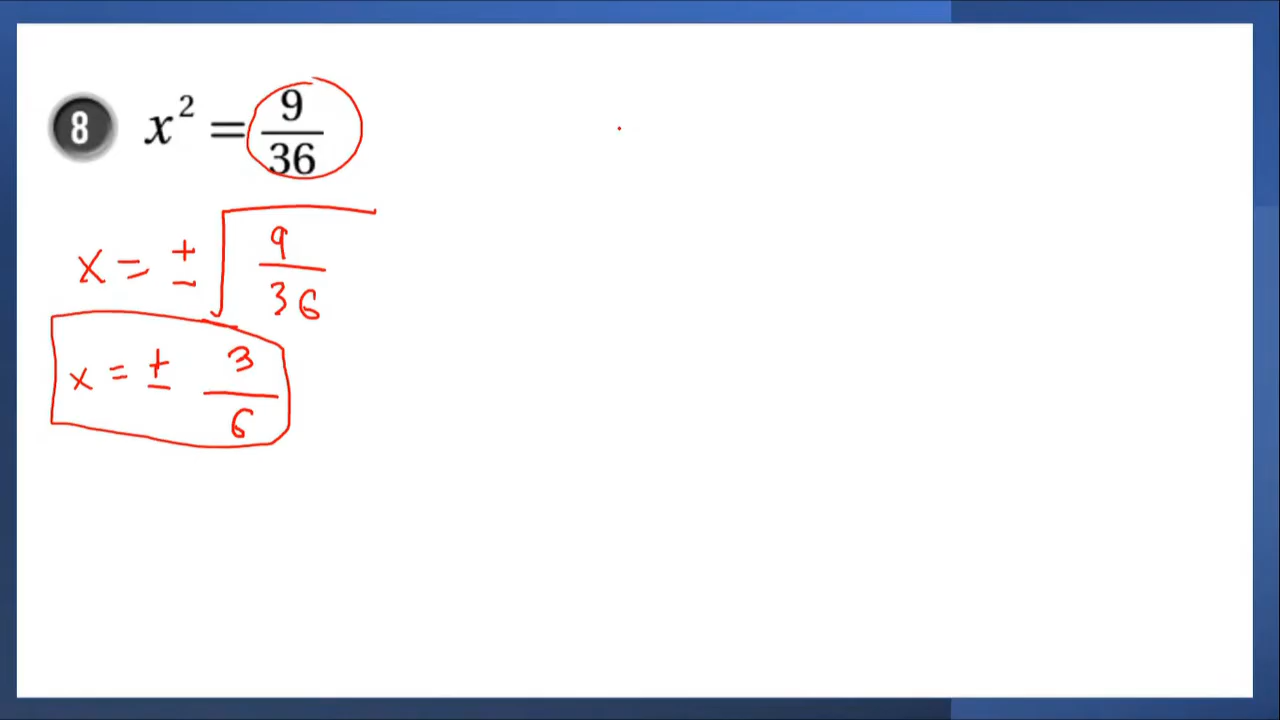 8 x² = 9/36
x = ± √(9/36)
x = ± 3/6